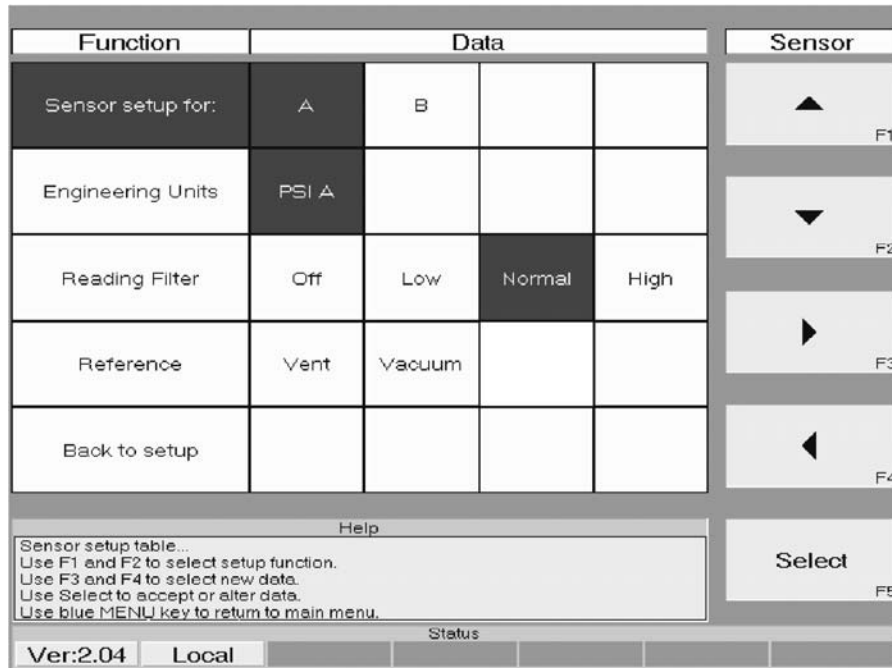 Function Data Sensor
Sensor setup for: A B
F1
Engineering Units PSI A
F2
Reading Filter Off Low Normal High
F3
Reference Vent Vacuum
Back to setup
F4
Help
Sensor setup table...
Use F1 and F2 to select setup function.
Use F3 and F4 to select new data.
Use Select to accept or alter data.
Use blue MENU key to return to main menu.
Select
F5
Status
Ver:2.04 Local